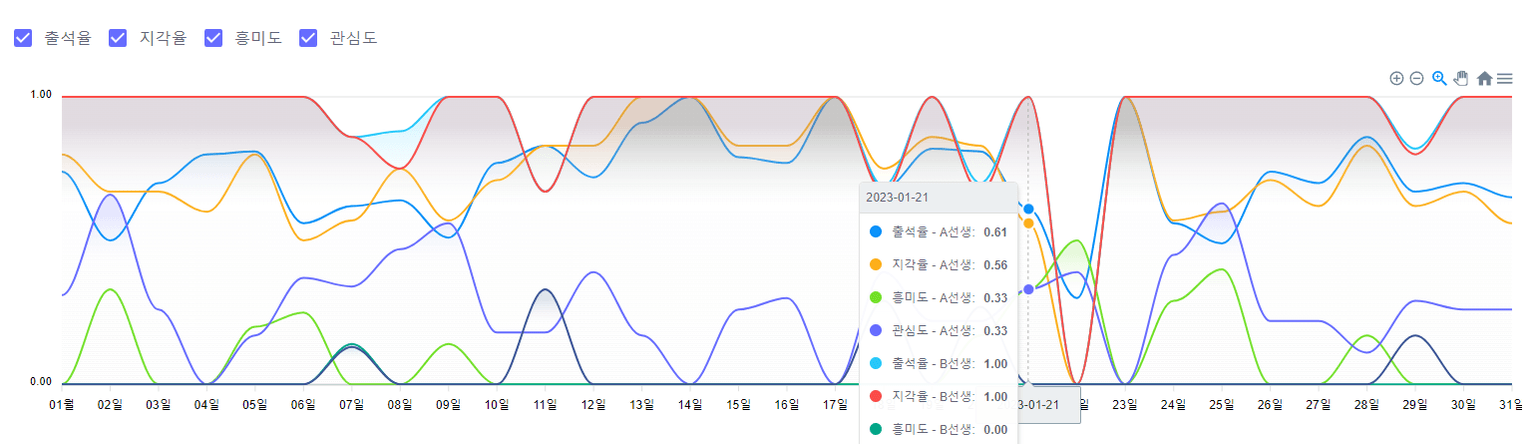 출석율 지각율 흥미도 관심도
1.00
2023-01-21
출석율 - A선생: 0.61
지각율 - A선생: 0.56
흥미도 - A선생: 0.33
관심도 - A선생: 0.33
출석율 - B선생: 1.00
지각율 - B선생: 1.00
흥미도 - B선생: 0.00
0.00
01월 02일 03일 04일 05일 06일 07일 08일 09일 10일 11일 12일 13일 14일 15일 16일 17일 3-01-21 일 23일 24일 25일 26일 27일 28일 29일 30일 31일